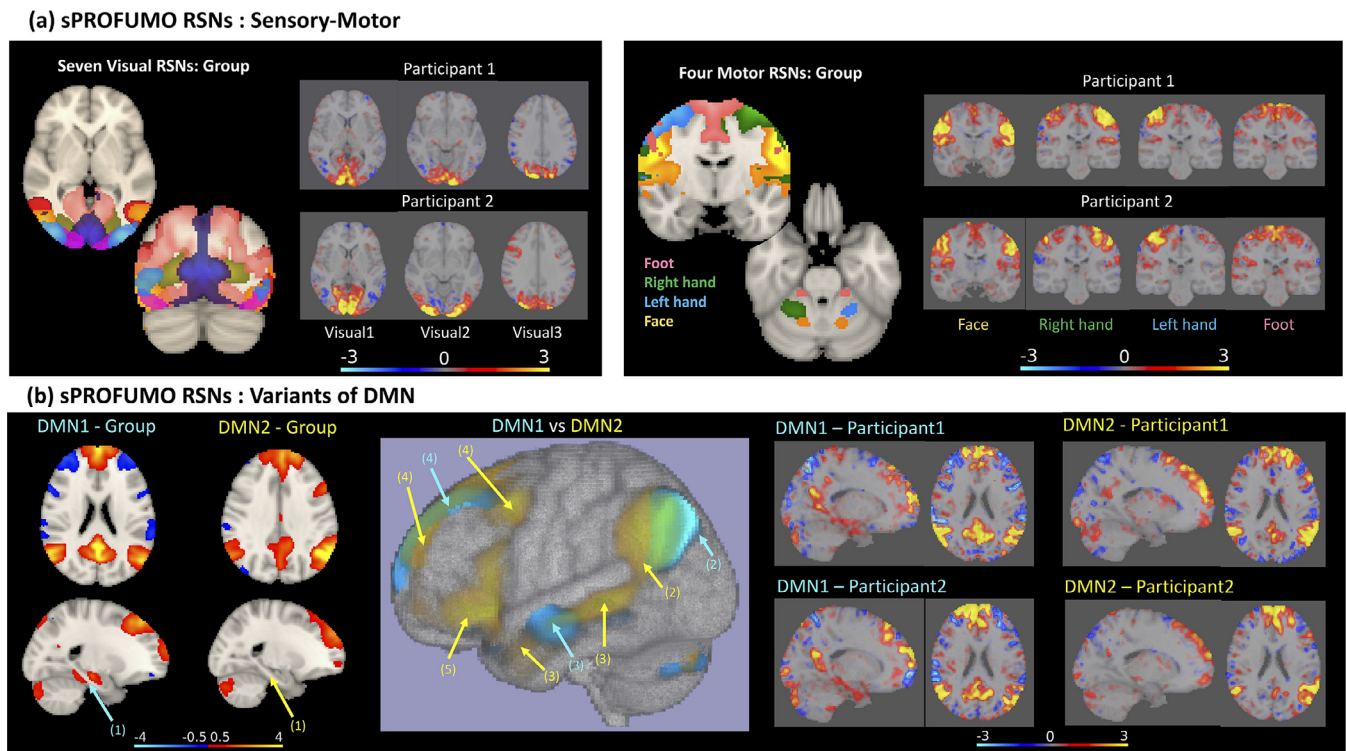 (a) sPROFUMO RSNs : Sensory-Motor
Seven Visual RSNs: Group
Participant 1
Participant 2
Visual1 Visual2 Visual3
-3 0 3
Four Motor RSNs: Group
Foot
Right hand
Left hand
Face
Participant 1
Participant 2
Face Right hand Left hand Foot
-3 0 3
(b) sPROFUMO RSNs : Variants of DMN
DMN1 - Group DMN2 - Group
(1) (1)
-4 -0.5 0.5 4
DMN1 vs DMN2
(4) (4)
(4)
(2)
(2)
(5) (3) (3) (3)
DMN1 – Participant1 DMN2 - Participant1
DMN1 – Participant2 DMN2 – Participant2
-3 0 3